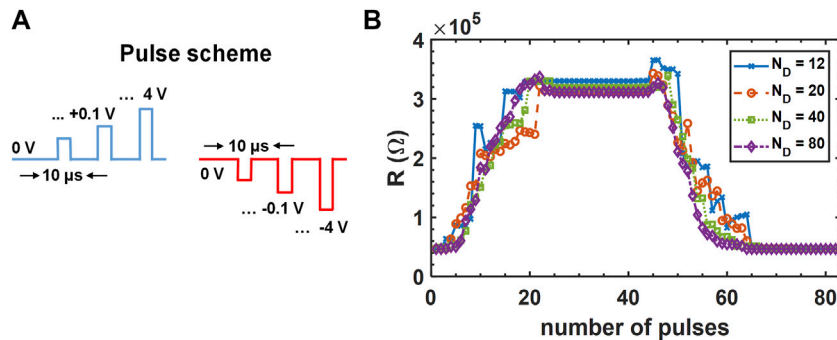 A
Pulse scheme
0 V
... +0.1 V
... 4 V
10 µs
10 µs
0 V
... -0.1 V
... -4 V
B
×10⁵
4
3
2
1
0
R (Ω)
0 20 40 60 80
number of pulses
N_D = 12
N_D = 20
N_D = 40
N_D = 80